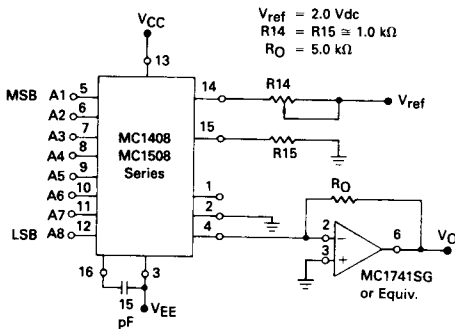 VCC
Vref = 2.0 Vdc
R14 = R15 ≅ 1.0 kΩ
RO = 5.0 kΩ
13
MSB A1 5
A2 6
A3 7
A4 8
A5 9
A6 10
A7 11
LSB A8 12
MC1408
MC1508
Series
14
R14
Vref
15
R15
1
2
4
RO
2
3
6
VO
MC1741SG
or Equiv.
16
3
15
pF
VEE